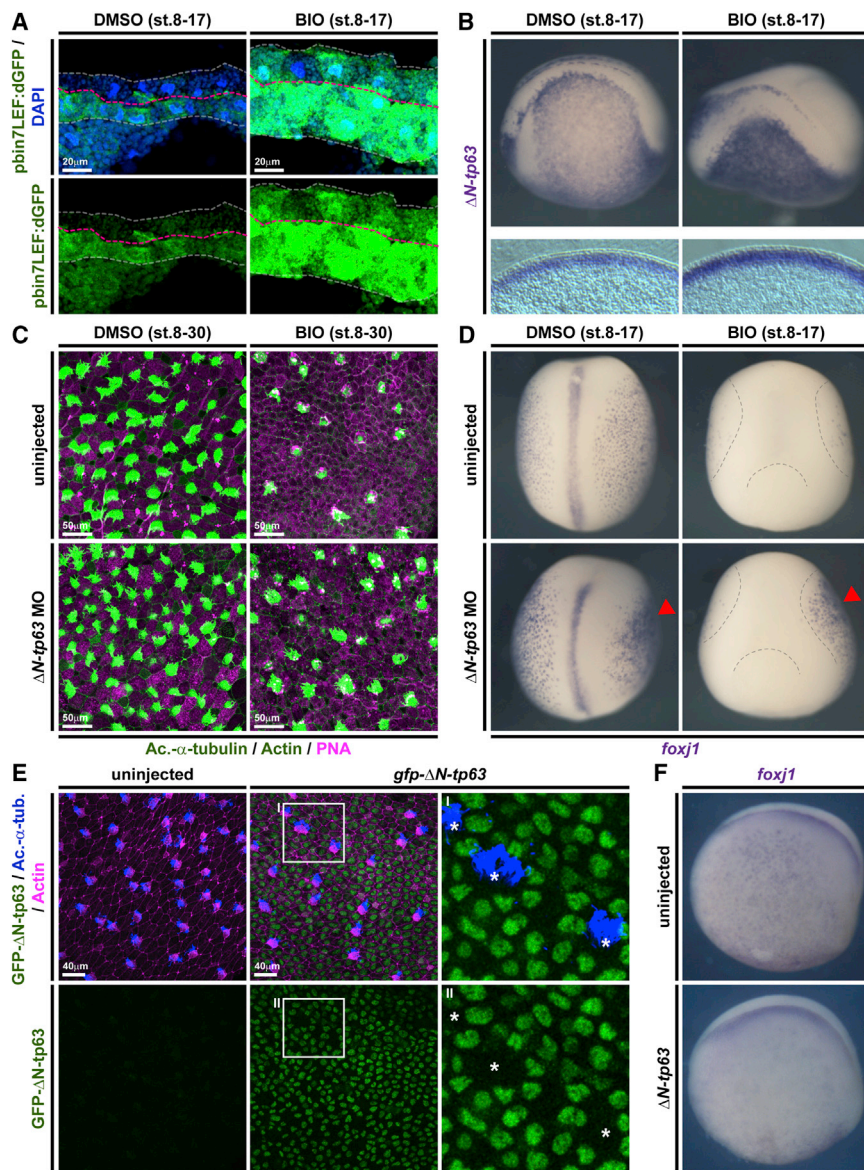 A
DMSO (st.8-17)
BIO (st.8-17)
pbin7LEF:dGFP /
DAPI
20μm
20μm
pbin7LEF:dGFP
20μm
20μm
B
DMSO (st.8-17)
BIO (st.8-17)
ΔN-tp63
C
DMSO (st.8-30)
BIO (st.8-30)
uninjected
50μm
50μm
ΔN-tp63 MO
50μm
50μm
Ac.-α-tubulin / Actin / PNA
D
DMSO (st.8-17)
BIO (st.8-17)
uninjected
ΔN-tp63 MO
foxj1
E
uninjected
gfp-ΔN-tp63
GFP-ΔN-tp63 / Ac.-α-tub.
/ Actin
40μm
I
40μm
I
*
*
*
GFP-ΔN-tp63
II
II
*
*
*
F
foxj1
uninjected
ΔN-tp63